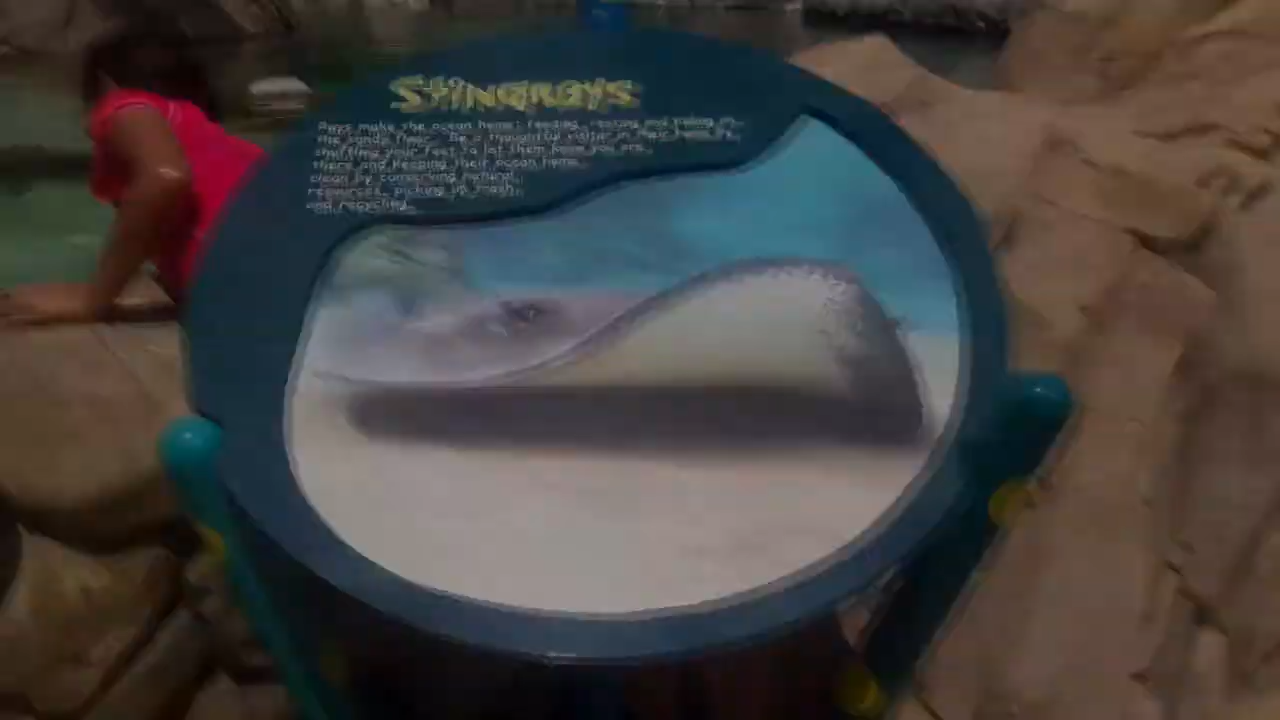 Stingrays
Rays make the ocean home: feeding, resting and hiding in
the sandy floor. Be a thoughtful visitor in their home by
shuffling your feet to let them know you are
there and keeping their ocean home
clean by conserving natural
resources, picking up trash,
and recycling.